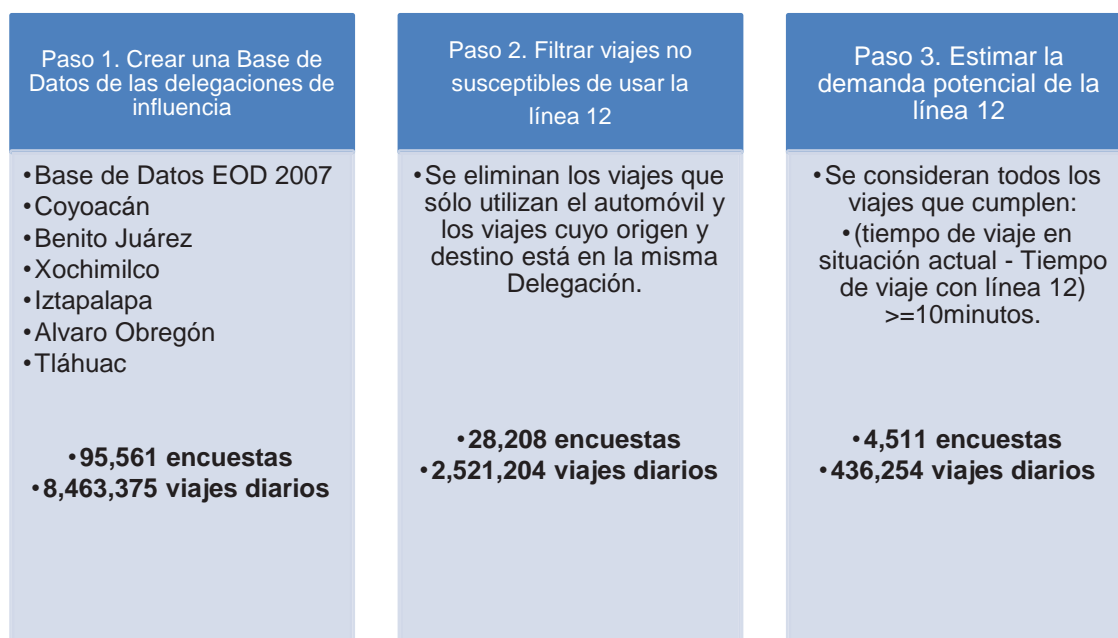 Paso 1. Crear una Base de
Datos de las delegaciones de
influencia
•Base de Datos EOD 2007
•Coyoacán
•Benito Juárez
•Xochimilco
•Iztapalapa
•Alvaro Obregón
•Tláhuac
•95,561 encuestas
•8,463,375 viajes diarios
Paso 2. Filtrar viajes no
susceptibles de usar la
línea 12
•Se eliminan los viajes que
sólo utilizan el automóvil y
los viajes cuyo origen y
destino está en la misma
Delegación.
•28,208 encuestas
•2,521,204 viajes diarios
Paso 3. Estimar la
demanda potencial de la
línea 12
•Se consideran todos los
viajes que cumplen:
•(tiempo de viaje en
situación actual - Tiempo
de viaje con línea 12)
>=10minutos.
•4,511 encuestas
•436,254 viajes diarios